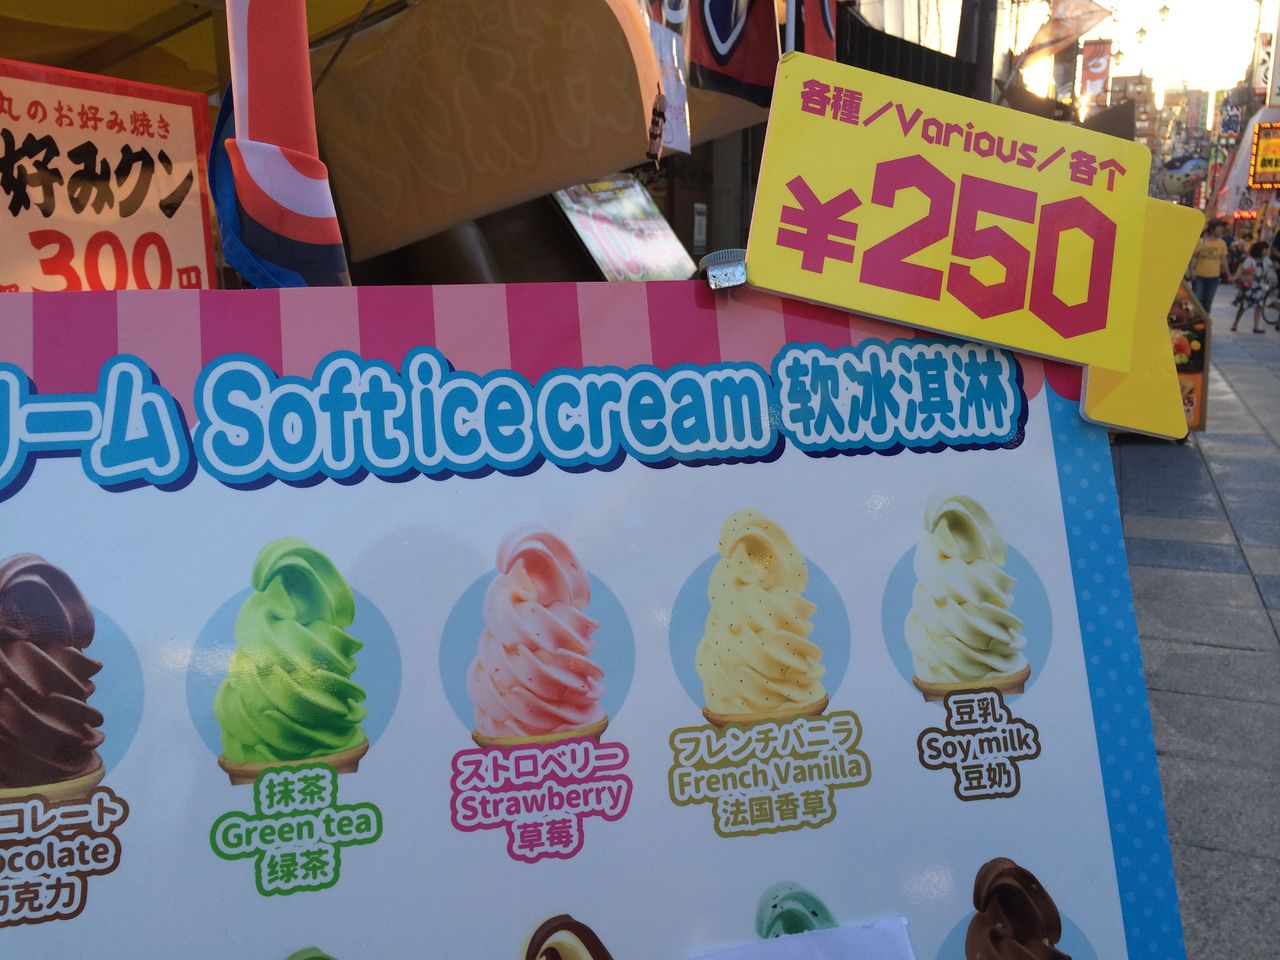 丸のお好み焼き
好みクン
300円
各種/Various/各个
¥250
リーム Soft ice cream 软冰淇淋
コレート
ocolate
巧克力
抹茶
Green tea
绿茶
ストロベリー
Strawberry
草莓
フレンチバニラ
French Vanilla
法国香草
豆乳
Soy milk
豆奶